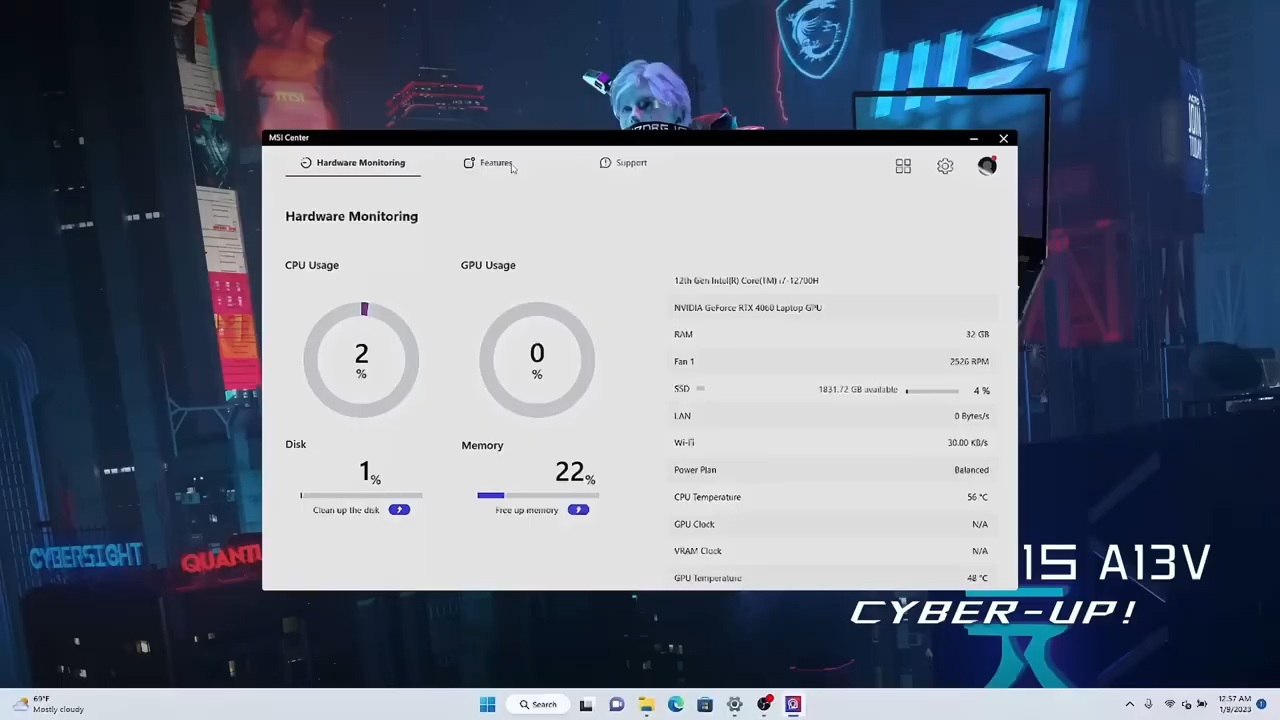 msi
MSI Center
Hardware Monitoring
Features
Support
Hardware Monitoring
CPU Usage
GPU Usage
2
%
0
%
Disk
1%
Clean up the disk
Memory
22%
Free up memory
12th Gen Intel(R) Core(TM) i7-12700H
NVIDIA GeForce RTX 4060 Laptop GPU
RAM 32 GB
Fan 1 2526 RPM
SSD 1831.72 GB available 4 %
LAN 0 Bytes/s
Wi-Fi 30.00 KB/s
Power Plan Balanced
CPU Temperature 56 °C
GPU Clock N/A
VRAM Clock N/A
GPU Temperature 48 °C
CYBERSIGHT
QUANTU
15 A13V
CYBER-UP!
69°F
Mostly cloudy
Search
12:57 AM
1/9/2023